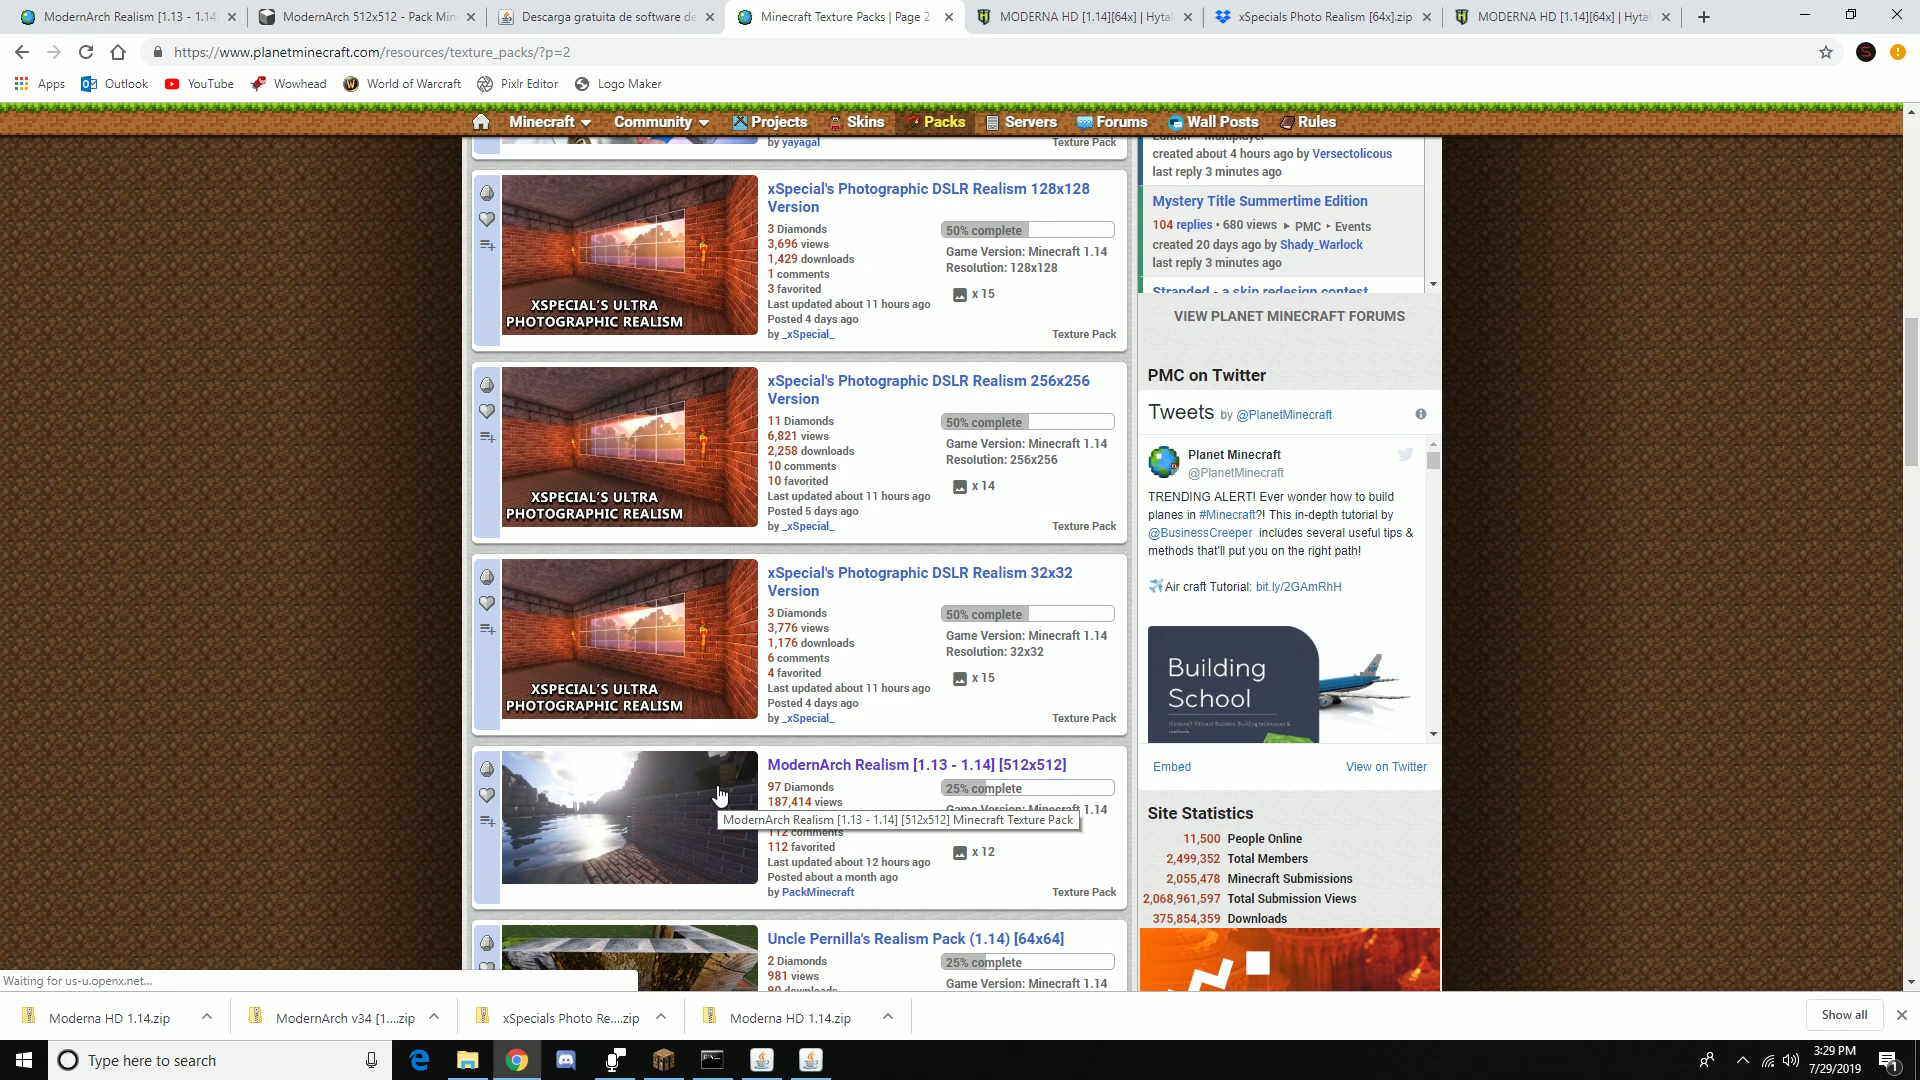 ModernArch Realism [1.13 - 1.14
ModernArch 512x512 - Pack Min
Descarga gratuita de software de
Minecraft Texture Packs | Page 2
MODERNA HD [1.14][64x] | Hytal
xSpecials Photo Realism [64x].zip
MODERNA HD [1.14][64x] | Hytal
https://www.planetminecraft.com/resources/texture_packs/?p=2
Apps
Outlook
YouTube
Wowhead
World of Warcraft
Pixlr Editor
Logo Maker
Minecraft
Community
Projects
Skins
Packs
Servers
Forums
Wall Posts
Rules
by yayagal
Texture Pack
xSpecial's Photographic DSLR Realism 128x128
Version
3 Diamonds
3,696 views
1,429 downloads
1 comments
3 favorited
Last updated about 11 hours ago
Posted 4 days ago
by _xSpecial_
50% complete
Game Version: Minecraft 1.14
Resolution: 128x128
x 15
Texture Pack
XSPECIAL'S ULTRA
PHOTOGRAPHIC REALISM
xSpecial's Photographic DSLR Realism 256x256
Version
11 Diamonds
6,821 views
2,258 downloads
10 comments
10 favorited
Last updated about 11 hours ago
Posted 5 days ago
by _xSpecial_
50% complete
Game Version: Minecraft 1.14
Resolution: 256x256
x 14
Texture Pack
XSPECIAL'S ULTRA
PHOTOGRAPHIC REALISM
xSpecial's Photographic DSLR Realism 32x32
Version
3 Diamonds
3,776 views
1,176 downloads
6 comments
4 favorited
Last updated about 11 hours ago
Posted 4 days ago
by _xSpecial_
50% complete
Game Version: Minecraft 1.14
Resolution: 32x32
x 15
Texture Pack
XSPECIAL'S ULTRA
PHOTOGRAPHIC REALISM
ModernArch Realism [1.13 - 1.14] [512x512]
97 Diamonds
187,414 views
112 comments
112 favorited
Last updated about 12 hours ago
Posted about a month ago
by PackMinecraft
25% complete
Game Version: Minecraft 1.14
x 12
Texture Pack
ModernArch Realism [1.13 - 1.14] [512x512] Minecraft Texture Pack
Uncle Pernilla's Realism Pack (1.14) [64x64]
2 Diamonds
981 views
90 downloads
25% complete
Game Version: Minecraft 1.14
Edition - Multiplayer
created about 4 hours ago by Versectolicous
last reply 3 minutes ago
Mystery Title Summertime Edition
104 replies • 680 views ▸ PMC ▸ Events
created 20 days ago by Shady_Warlock
last reply 3 minutes ago
Stranded - a skin redesign contest
VIEW PLANET MINECRAFT FORUMS
PMC on Twitter
Tweets by @PlanetMinecraft
Planet Minecraft
@PlanetMinecraft
TRENDING ALERT! Ever wonder how to build
planes in #Minecraft?! This in-depth tutorial by
@BusinessCreeper includes several useful tips &
methods that'll put you on the right path!
✈️Air craft Tutorial: bit.ly/2GAmRhH
Building
School
Minecraft Military Builders: Building techniques &
methods
Embed
View on Twitter
Site Statistics
11,500 People Online
2,499,352 Total Members
2,055,478 Minecraft Submissions
2,068,961,597 Total Submission Views
375,854,359 Downloads
Waiting for us-u.openx.net...
Moderna HD 1.14.zip
ModernArch v34 [1....zip
xSpecials Photo Re....zip
Moderna HD 1.14.zip
Show all
Type here to search
3:29 PM
7/29/2019
1